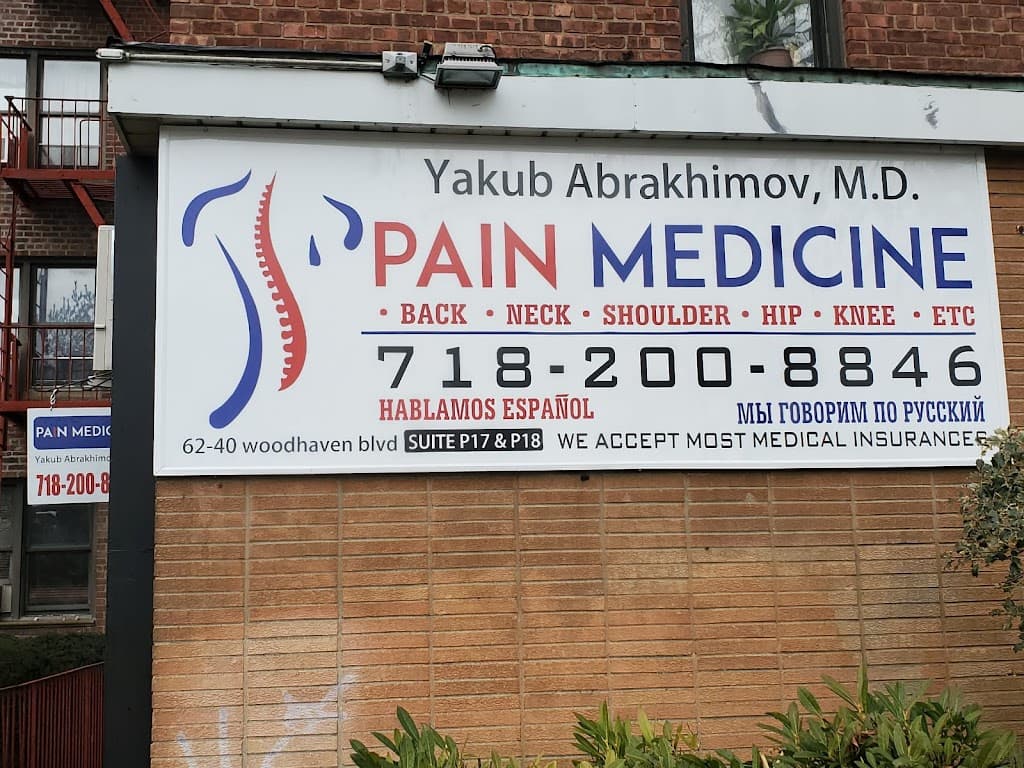 Yakub Abrakhimov, M.D.
PAIN MEDICINE
• BACK • NECK • SHOULDER • HIP • KNEE • ETC
718-200-8846
HABLAMOS ESPAÑOL МЫ ГОВОРИМ ПО РУССКИЙ
62-40 woodhaven blvd SUITE P17 & P18 WE ACCEPT MOST MEDICAL INSURANCES
PAIN MEDIC
Yakub Abrakhimo
718-200-8